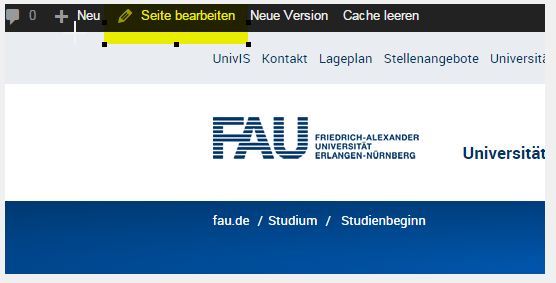 0 Neu Seite bearbeiten Neue Version Cache leeren
UnivIS Kontakt Lageplan Stellenangebote Universitä
FAU FRIEDRICH-ALEXANDER
UNIVERSITÄT
ERLANGEN-NÜRNBERG
Universität
fau.de / Studium / Studienbeginn